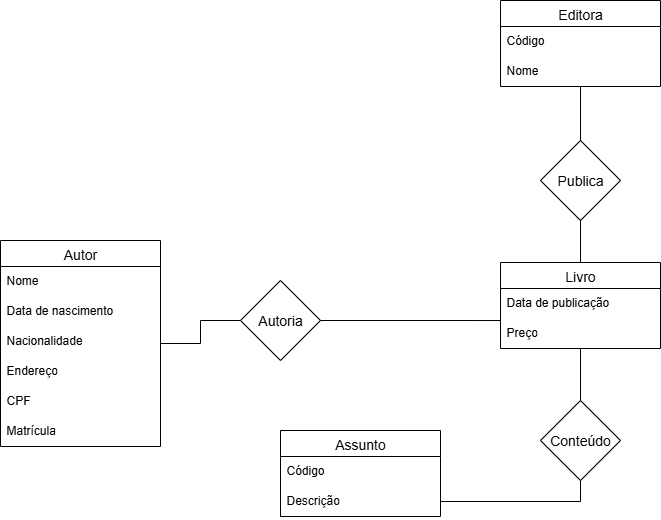 Editora
Código
Nome
Publica
Autor
Nome
Data de nascimento
Nacionalidade
Endereço
CPF
Matrícula
Autoria
Livro
Data de publicação
Preço
Conteúdo
Assunto
Código
Descrição